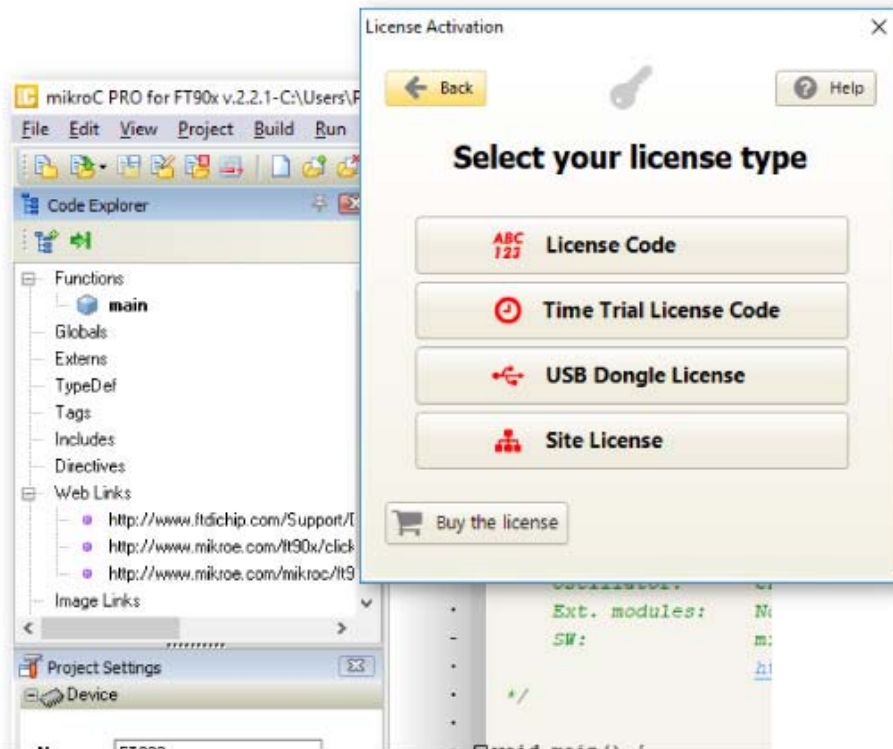 License Activation
Back
Help
Select your license type
ABC
123
License Code
Time Trial License Code
USB Dongle License
Site License
Buy the license
mikroC PRO for FT90x v.2.2.1-C:\Users\P
File Edit View Project Build Run
Code Explorer
Functions
main
Globals
Externs
TypeDef
Tags
Includes
Directives
Web Links
http://www.ftdichip.com/Support/
http://www.mikroe.com/ft90x/click
http://www.mikroe.com/mikroc/ft9
Image Links
Project Settings
Device
Oscillator:
Ext. modules:
SW:
*/
void main() {